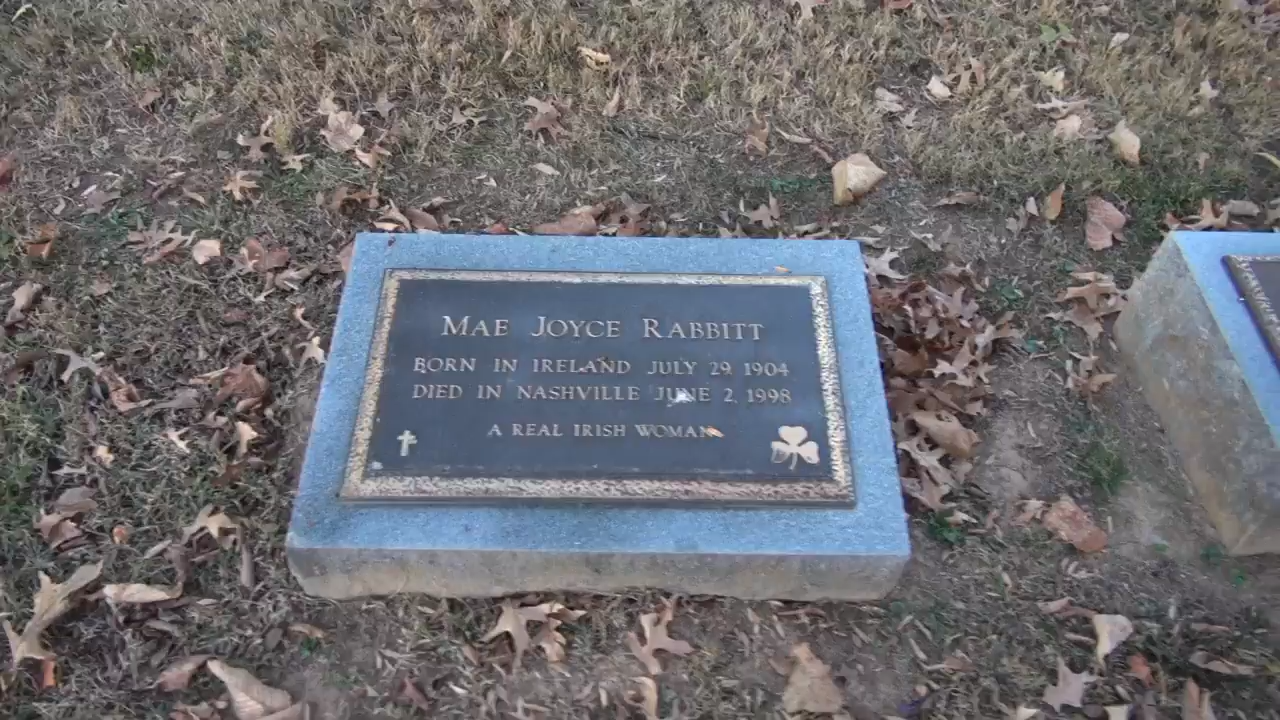 MAE JOYCE RABBITT
BORN IN IRELAND JULY 29, 1904
DIED IN NASHVILLE JUNE 2, 1998
A REAL IRISH WOMAN